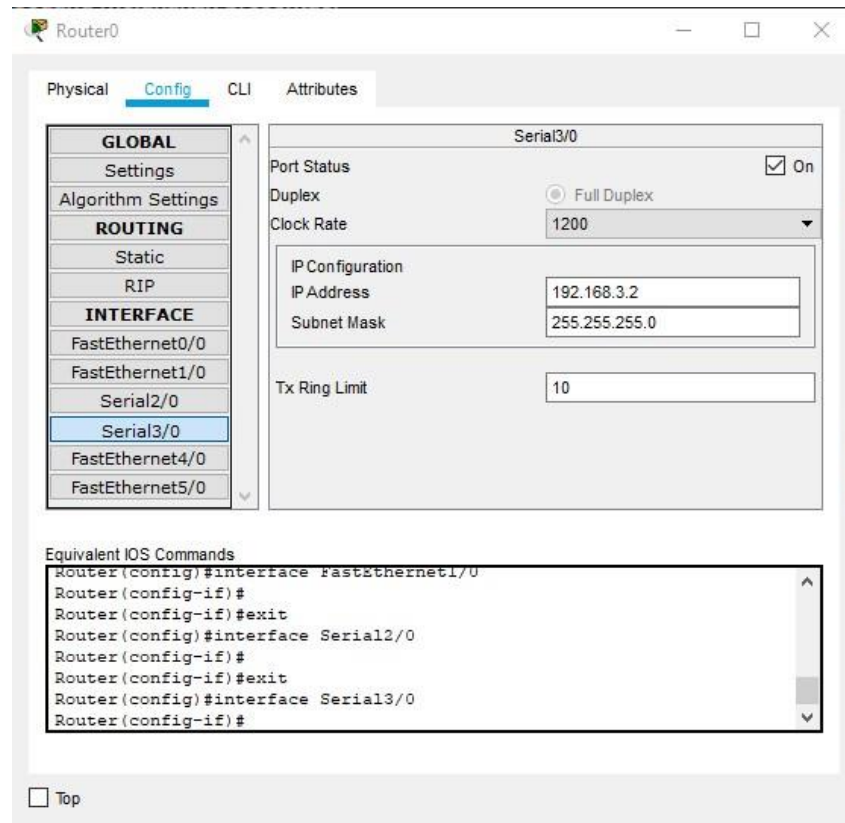 Router0
Physical Config CLI Attributes
GLOBAL
Settings
Algorithm Settings
ROUTING
Static
RIP
INTERFACE
FastEthernet0/0
FastEthernet1/0
Serial2/0
Serial3/0
FastEthernet4/0
FastEthernet5/0
Serial3/0
Port Status On
Duplex Full Duplex
Clock Rate 1200
IP Configuration
IP Address 192.168.3.2
Subnet Mask 255.255.255.0
Tx Ring Limit 10
Equivalent IOS Commands
Router(config)#interface FastEthernet1/0
Router(config-if)#
Router(config-if)#exit
Router(config)#interface Serial2/0
Router(config-if)#
Router(config-if)#exit
Router(config)#interface Serial3/0
Router(config-if)#
Top